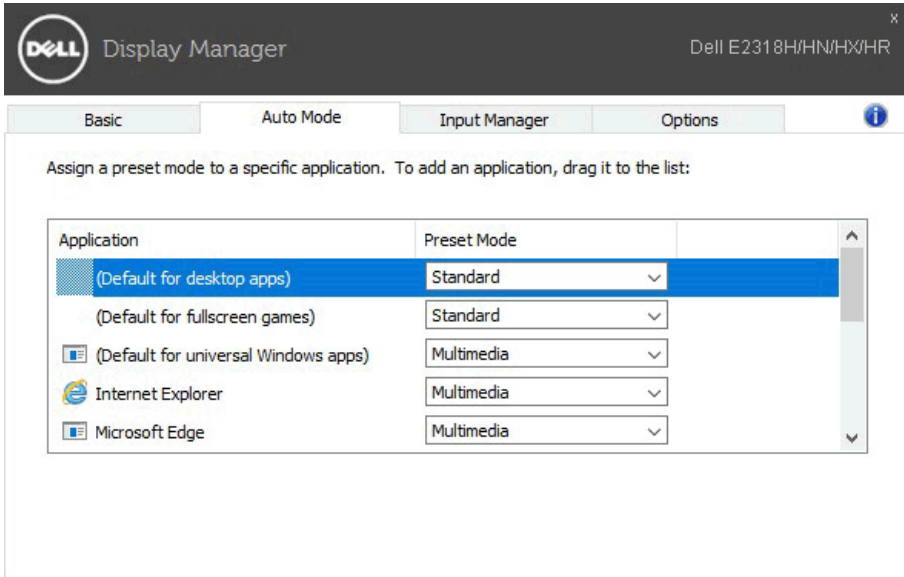 x
DELL Display Manager Dell E2318H/HN/HX/HR
Basic Auto Mode Input Manager Options i
Assign a preset mode to a specific application. To add an application, drag it to the list:
Application Preset Mode
(Default for desktop apps) Standard
(Default for fullscreen games) Standard
(Default for universal Windows apps) Multimedia
Internet Explorer Multimedia
Microsoft Edge Multimedia